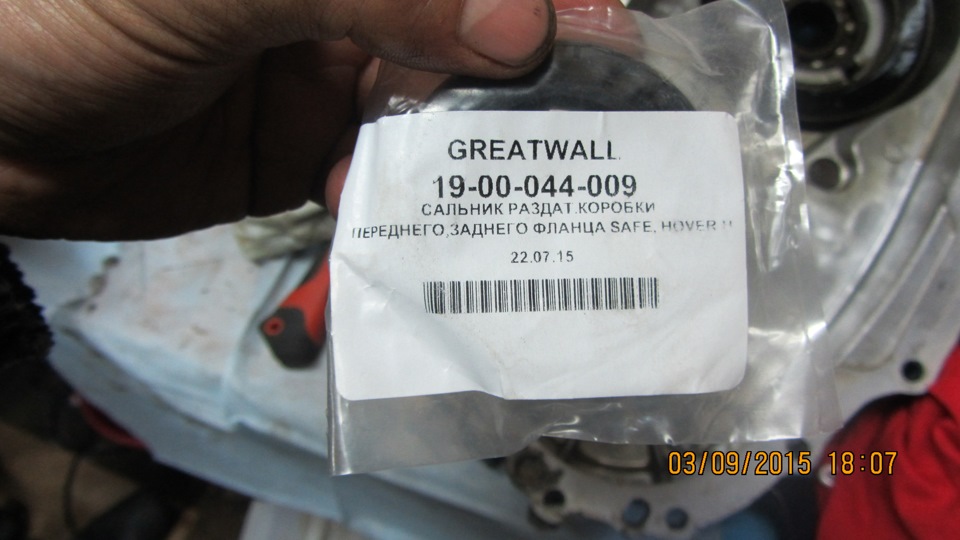 GREATWALL
19-00-044-009
САЛЬНИК РАЗДАТ.КОРОБКИ
ПЕРЕДНЕГО,ЗАДНЕГО ФЛАНЦА SAFE, HOVER
22.07.15
03/09/2015 18:07